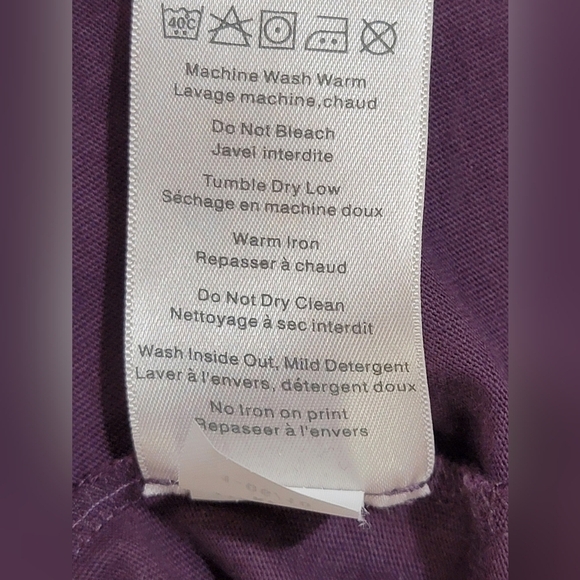 40C
Machine Wash Warm
Lavage machine,chaud
Do Not Bleach
Javel interdite
Tumble Dry Low
Séchage en machine doux
Warm Iron
Repasser à chaud
Do Not Dry Clean
Nettoyage à sec interdit
Wash Inside Out, Mild Detergent
Laver à l'envers, détergent doux
No Iron on print
Repaseer à l'envers